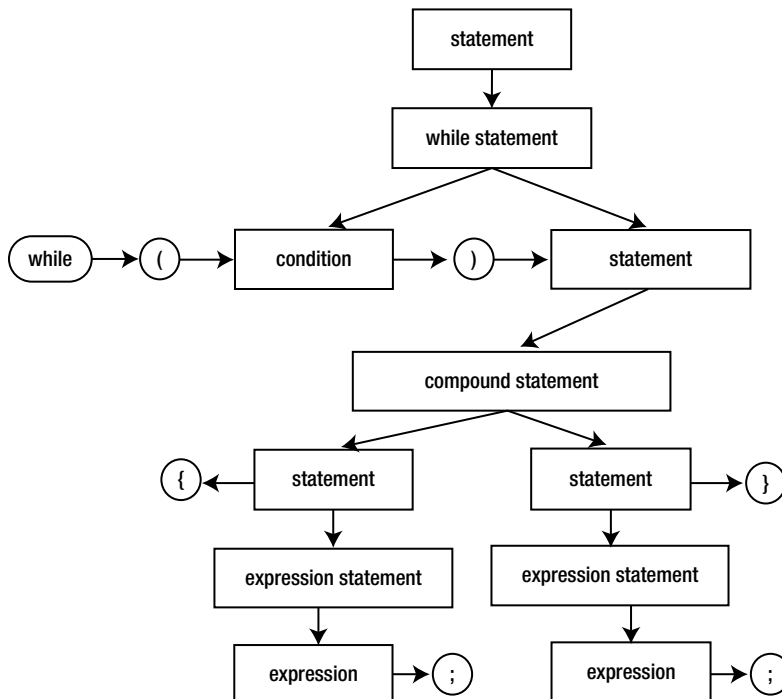 statement
while statement
while ( condition ) statement
compound statement
{ statement statement }
expression statement expression statement
expression ; expression ;